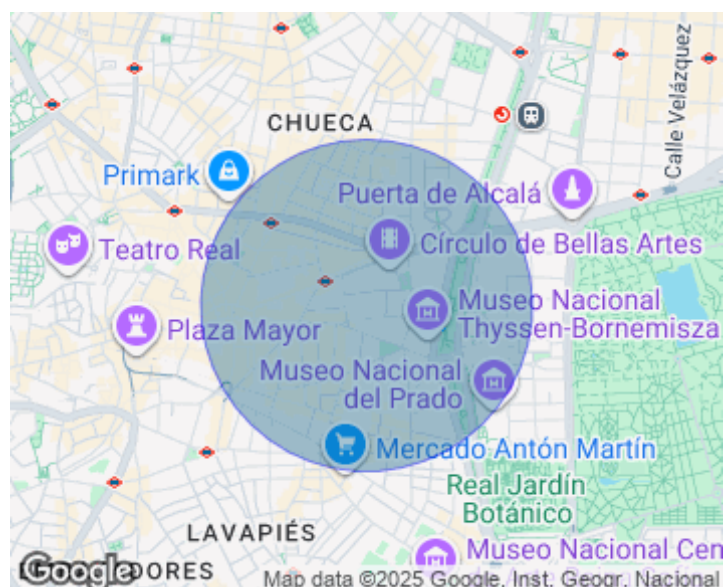 CHUECA
Calle Velázquez
Primark
Puerta de Alcalá
Teatro Real
Círculo de Bellas Artes
Museo Nacional
Thyssen-Bornemisza
Plaza Mayor
Museo Nacional
del Prado
Mercado Antón Martín
Real Jardín
Botánico
LAVAPIÉS
Museo Nacional Cen
Google
DORES
Map data ©2025 Google, Inst. Geogr. Nacional